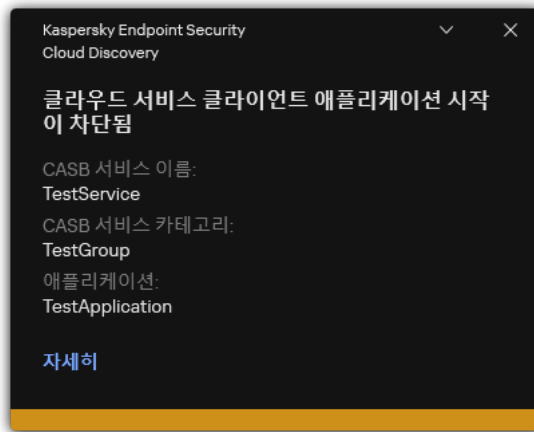 Kaspersky Endpoint Security
Cloud Discovery
클라우드 서비스 클라이언트 애플리케이션 시작
이 차단됨
CASB 서비스 이름:
TestService
CASB 서비스 카테고리:
TestGroup
애플리케이션:
TestApplication
자세히